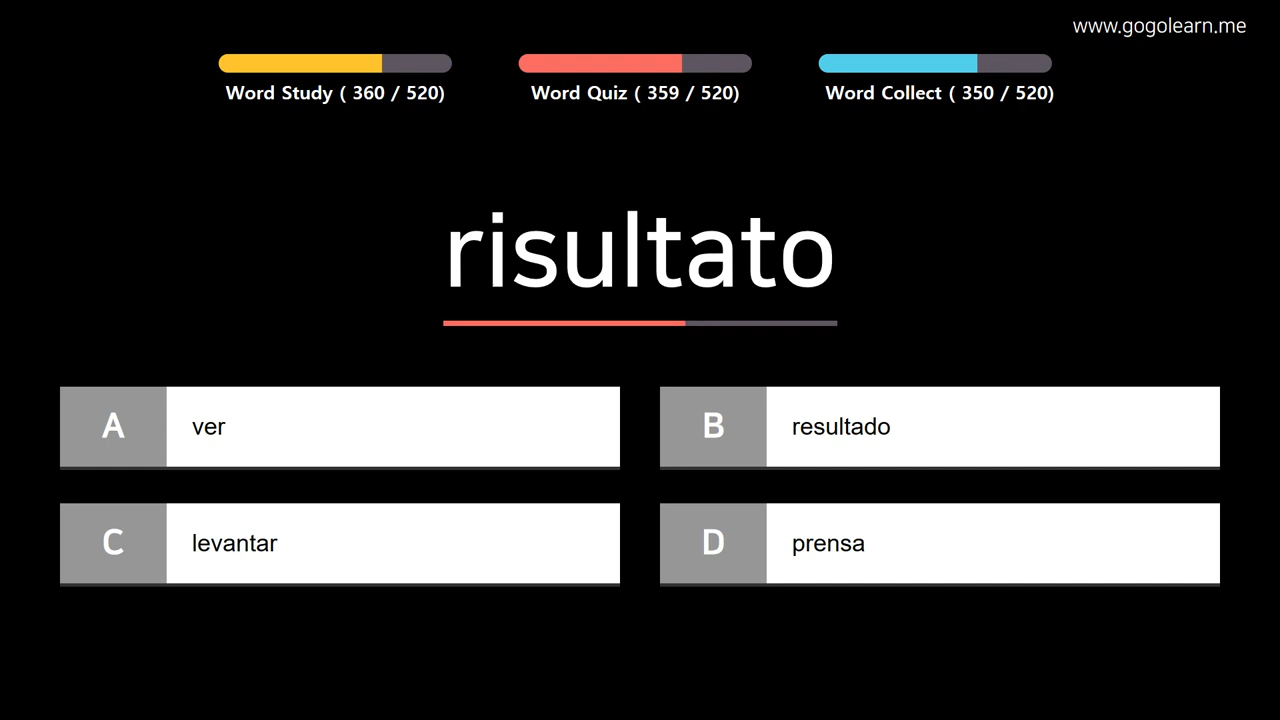 www.gogolearn.me
Word Study ( 360 / 520)
Word Quiz ( 359 / 520)
Word Collect ( 350 / 520)
risultato
A ver
B resultado
C levantar
D prensa